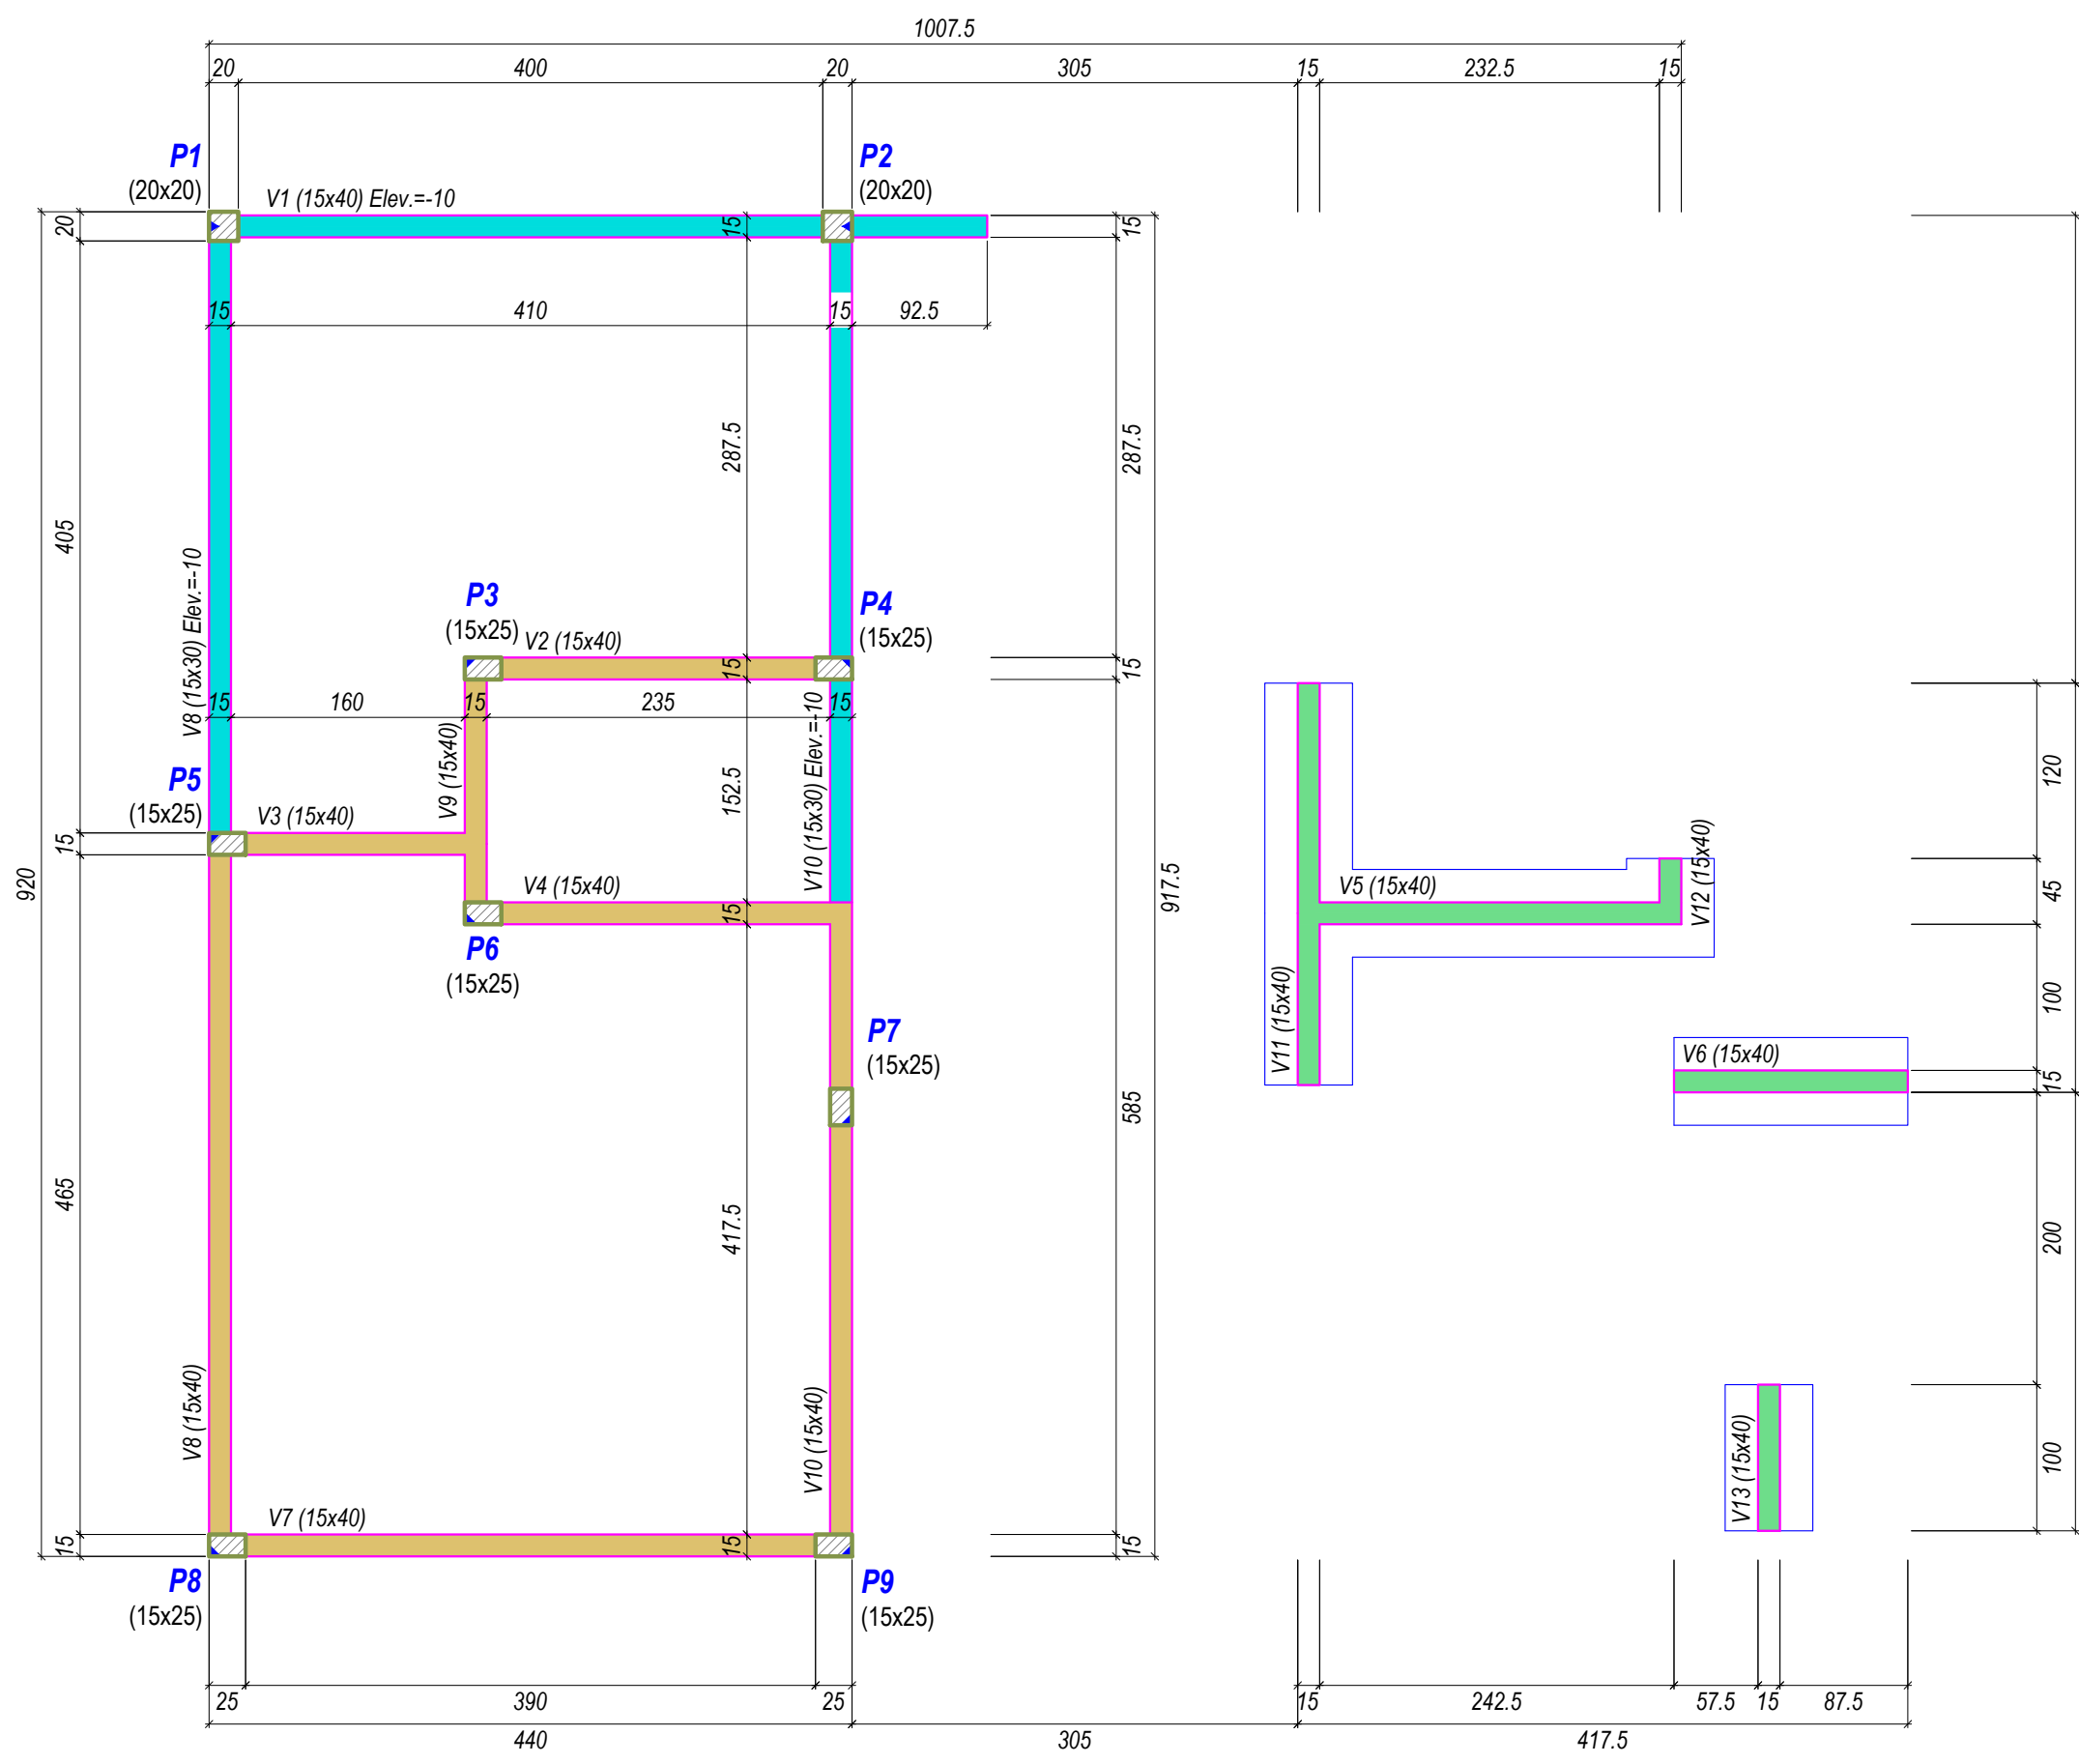 1007.5
20 400 20 305 15 232.5 15
P1
(20x20)
P2
(20x20)
V1 (15x40) Elev.=-10
20
15
15
15 410 15 92.5
287.5
287.5
405
V8 (15x30) Elev.=-10
P3
(15x25)
V2 (15x40)
P4
(15x25)
15
15
15 160 15 235 15
V9 (15x40)
152.5
V10 (15x30) Elev.=-10
120
P5
(15x25)
V3 (15x40)
15
920
917.5
V4 (15x40)
15
V5 (15x40)
V12 (15x40)
45
P6
(15x25)
V11 (15x40)
100
P7
(15x25)
V6 (15x40)
15
585
465
417.5
200
V8 (15x40)
V10 (15x40)
V13 (15x40)
100
V7 (15x40)
15
15
15
P8
(15x25)
P9
(15x25)
25 390 25 15 242.5 57.5 15 87.5
440 305 417.5